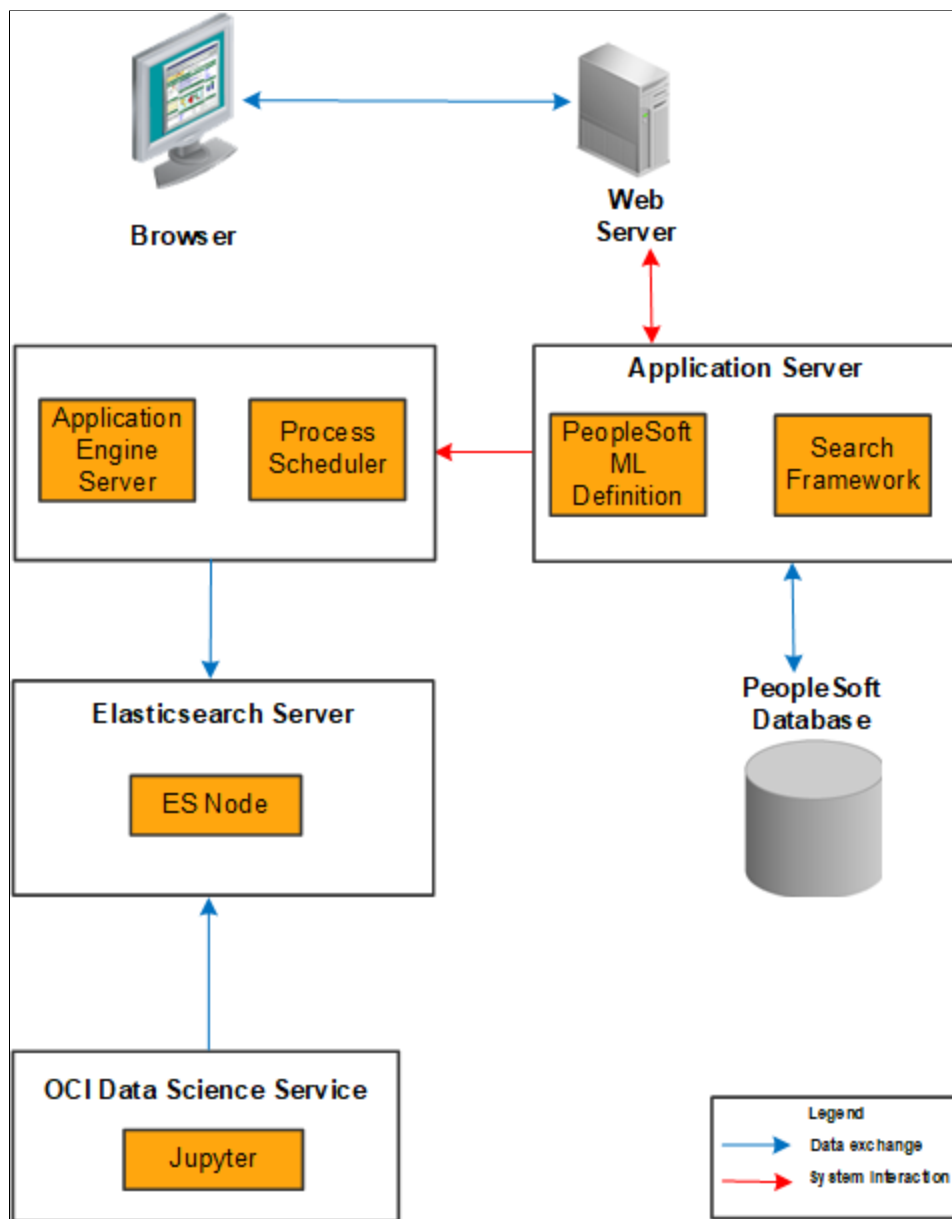 Browser
Web
Server
Application Server
Application
Engine
Server
Process
Scheduler
PeopleSoft
ML
Definition
Search
Framework
Elasticsearch Server
ES Node
PeopleSoft
Database
OCI Data Science Service
Jupyter
Legend
Data exchange
System Interaction